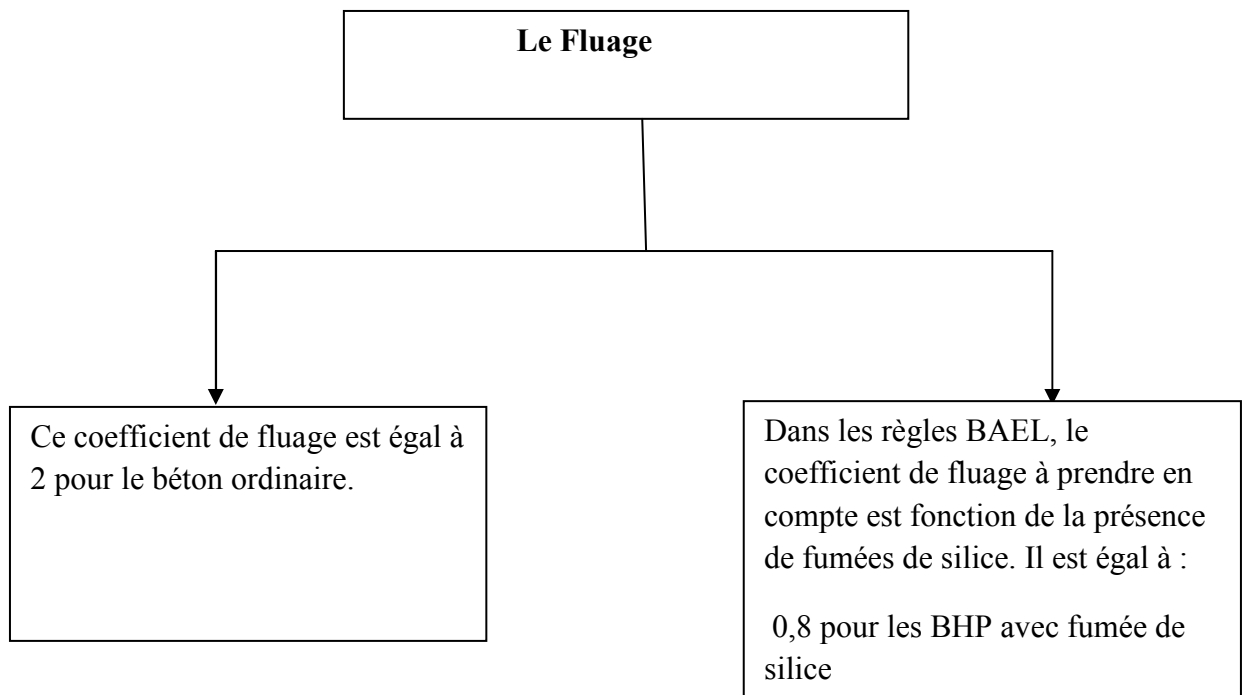 Le Fluage
Ce coefficient de fluage est égal à
2 pour le béton ordinaire.
Dans les règles BAEL, le
coefficient de fluage à prendre en
compte est fonction de la présence
de fumées de silice. Il est égal à :
0,8 pour les BHP avec fumée de
silice